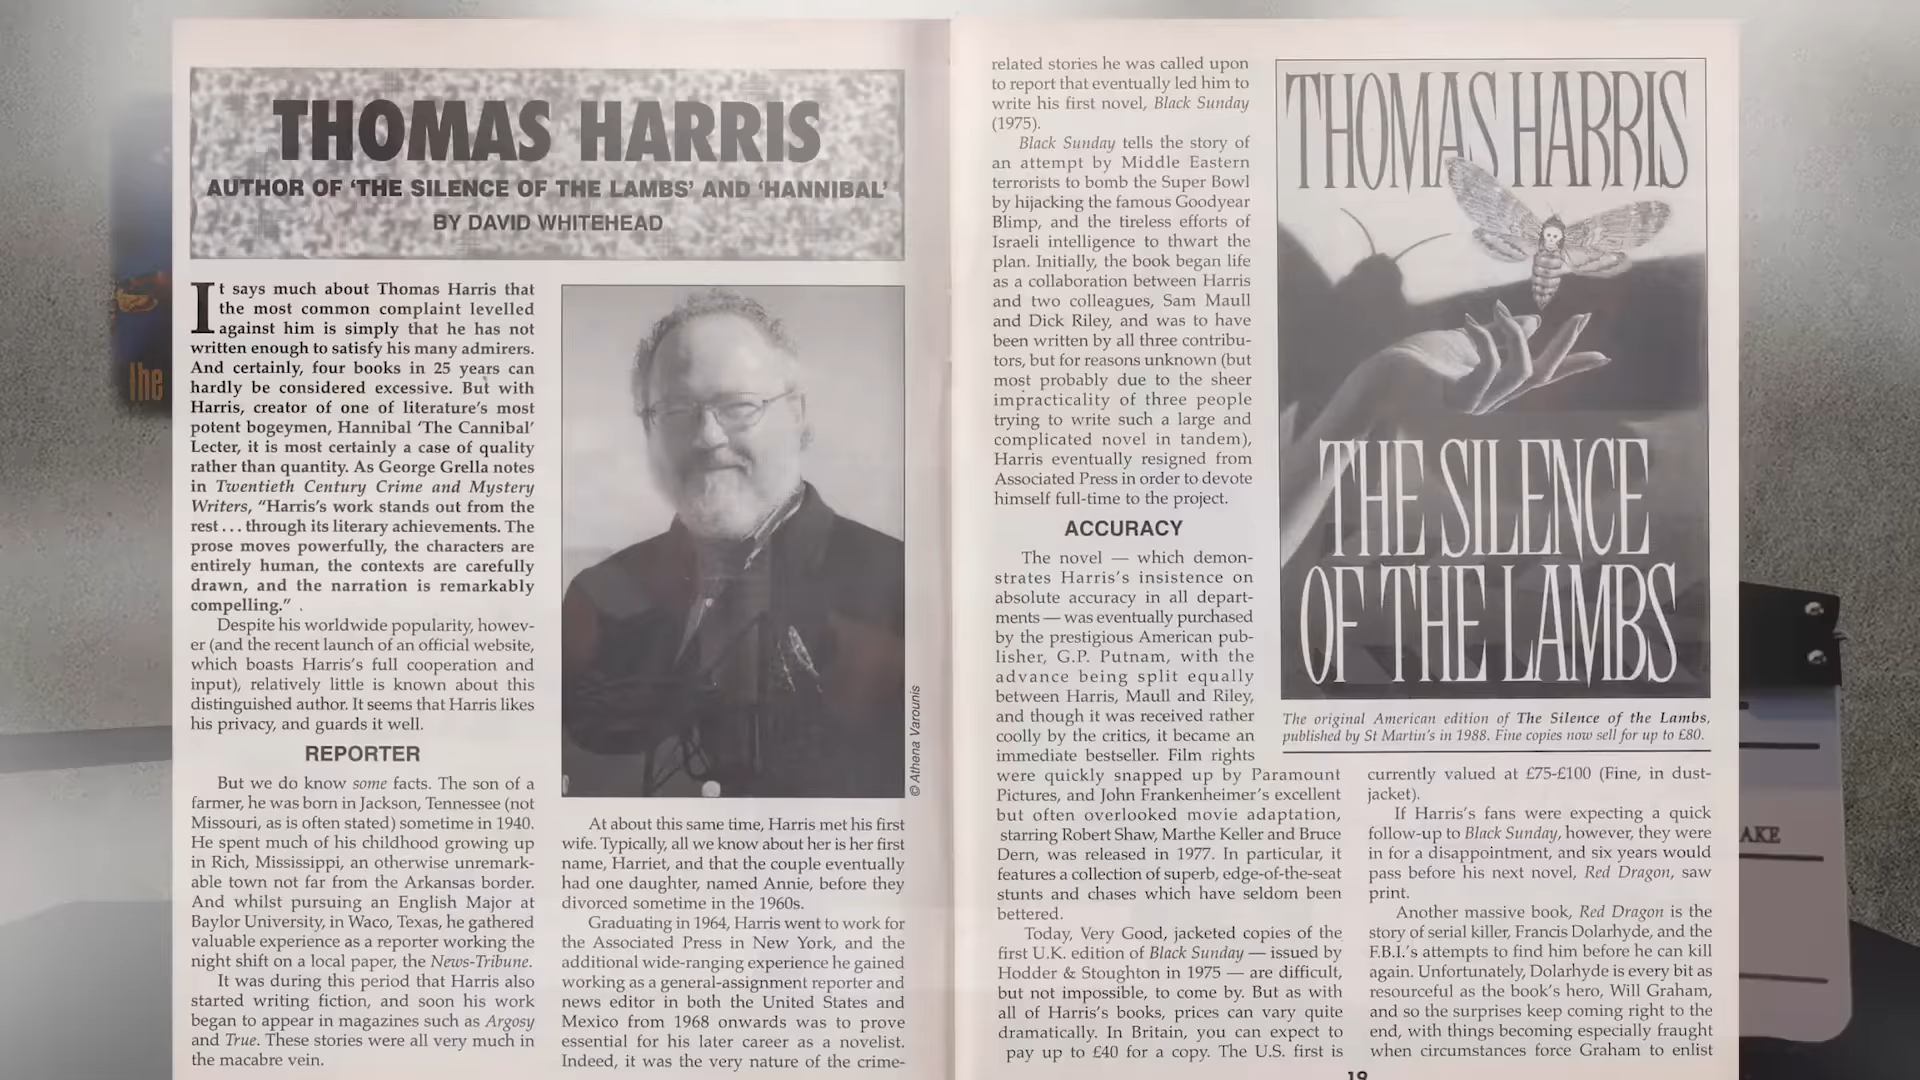 THOMAS HARRIS
AUTHOR OF ‘THE SILENCE OF THE LAMBS’ AND ‘HANNIBAL’
BY DAVID WHITEHEAD
It says much about Thomas Harris that
the most common complaint levelled
against him is simply that he has not
written enough to satisfy his many admirers.
And certainly, four books in 25 years can
hardly be considered excessive. But with
Harris, creator of one of literature’s most
potent bogeymen, Hannibal ‘The Cannibal’
Lecter, it is most certainly a case of quality
rather than quantity. As George Grella notes
in Twentieth Century Crime and Mystery
Writers, “Harris’s work stands out from the
rest . . . through its literary achievements. The
prose moves powerfully, the characters are
entirely human, the contexts are carefully
drawn, and the narration is remarkably
compelling.”
Despite his worldwide popularity, howev-
er (and the recent launch of an official website,
which boasts Harris’s full cooperation and
input), relatively little is known about this
distinguished author. It seems that Harris likes
his privacy, and guards it well.
REPORTER
But we do know some facts. The son of a
farmer, he was born in Jackson, Tennessee (not
Missouri, as is often stated) sometime in 1940.
He spent much of his childhood growing up
in Rich, Mississippi, an otherwise unremark-
able town not far from the Arkansas border.
And whilst pursuing an English Major at
Baylor University, in Waco, Texas, he gathered
valuable experience as a reporter working the
night shift on a local paper, the News-Tribune.
It was during this period that Harris also
started writing fiction, and soon his work
began to appear in magazines such as Argosy
and True. These stories were all very much in
the macabre vein.
© Athena Varounis
At about this same time, Harris met his first
wife. Typically, all we know about her is her first
name, Harriet, and that the couple eventually
had one daughter, named Annie, before they
divorced sometime in the 1960s.
Graduating in 1964, Harris went to work for
the Associated Press in New York, and the
additional wide-ranging experience he gained
working as a general-assignment reporter and
news editor in both the United States and
Mexico from 1968 onwards was to prove
essential for his later career as a novelist.
Indeed, it was the very nature of the crime-
related stories he was called upon
to report that eventually led him to
write his first novel, Black Sunday
(1975).
Black Sunday tells the story of
an attempt by Middle Eastern
terrorists to bomb the Super Bowl
by hijacking the famous Goodyear
Blimp, and the tireless efforts of
Israeli intelligence to thwart the
plan. Initially, the book began life
as a collaboration between Harris
and two colleagues, Sam Maull
and Dick Riley, and was to have
been written by all three contribu-
tors, but for reasons unknown (but
most probably due to the sheer
impracticality of three people
trying to write such a large and
complicated novel in tandem),
Harris eventually resigned from
Associated Press in order to devote
himself full-time to the project.
ACCURACY
The novel — which demon-
strates Harris’s insistence on
absolute accuracy in all depart-
ments — was eventually purchased
by the prestigious American pub-
lisher, G.P. Putnam, with the
advance being split equally
between Harris, Maull and Riley,
and though it was received rather
coolly by the critics, it became an
immediate bestseller. Film rights
were quickly snapped up by Paramount
Pictures, and John Frankenheimer’s excellent
but often overlooked movie adaptation,
starring Robert Shaw, Marthe Keller and Bruce
Dern, was released in 1977. In particular, it
features a collection of superb, edge-of-the-seat
stunts and chases which have seldom been
bettered.
Today, Very Good, jacketed copies of the
first U.K. edition of Black Sunday — issued by
Hodder & Stoughton in 1975 — are difficult,
but not impossible, to come by. But as with
all of Harris’s books, prices can vary quite
dramatically. In Britain, you can expect to
pay up to £40 for a copy. The U.S. first is
THOMAS HARRIS
THE SILENCE
OF THE LAMBS
The original American edition of The Silence of the Lambs,
published by St Martin’s in 1988. Fine copies now sell for up to £80.
currently valued at £75-£100 (Fine, in dust-
jacket).
If Harris’s fans were expecting a quick
follow-up to Black Sunday, however, they were
in for a disappointment, and six years would
pass before his next novel, Red Dragon, saw
print.
Another massive book, Red Dragon is the
story of serial killer, Francis Dolarhyde, and the
F.B.I.’s attempts to find him before he can kill
again. Unfortunately, Dolarhyde is every bit as
resourceful as the book’s hero, Will Graham,
and so the surprises keep coming right to the
end, with things becoming especially fraught
when circumstances force Graham to enlist
19
the
AKE